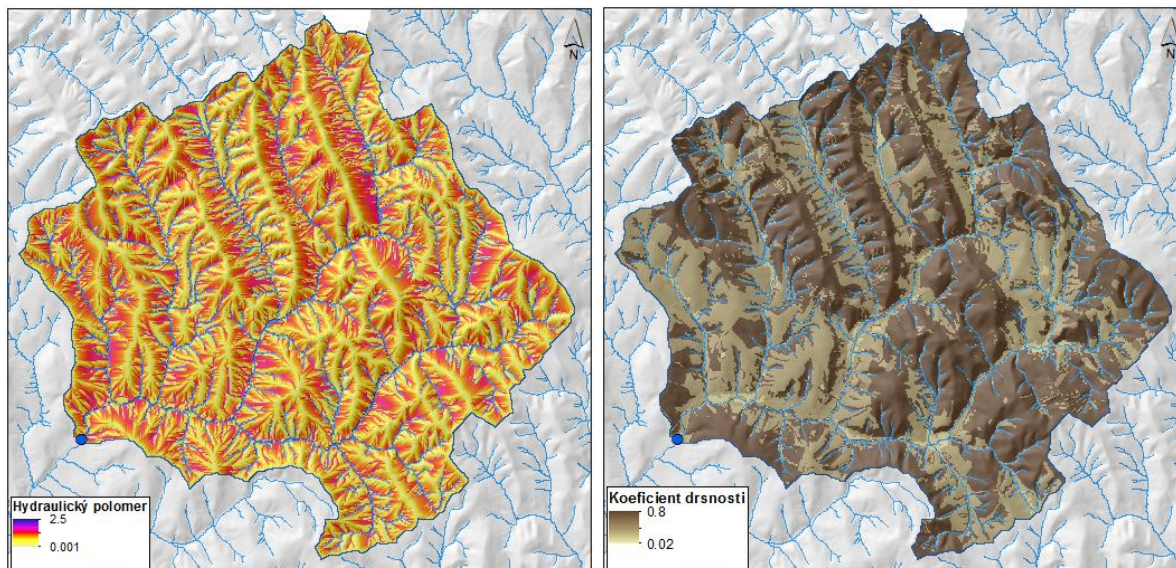 N
Hydraulický polomer
2.5
0.001
N
Koeficient drsnosti
0.8
0.02